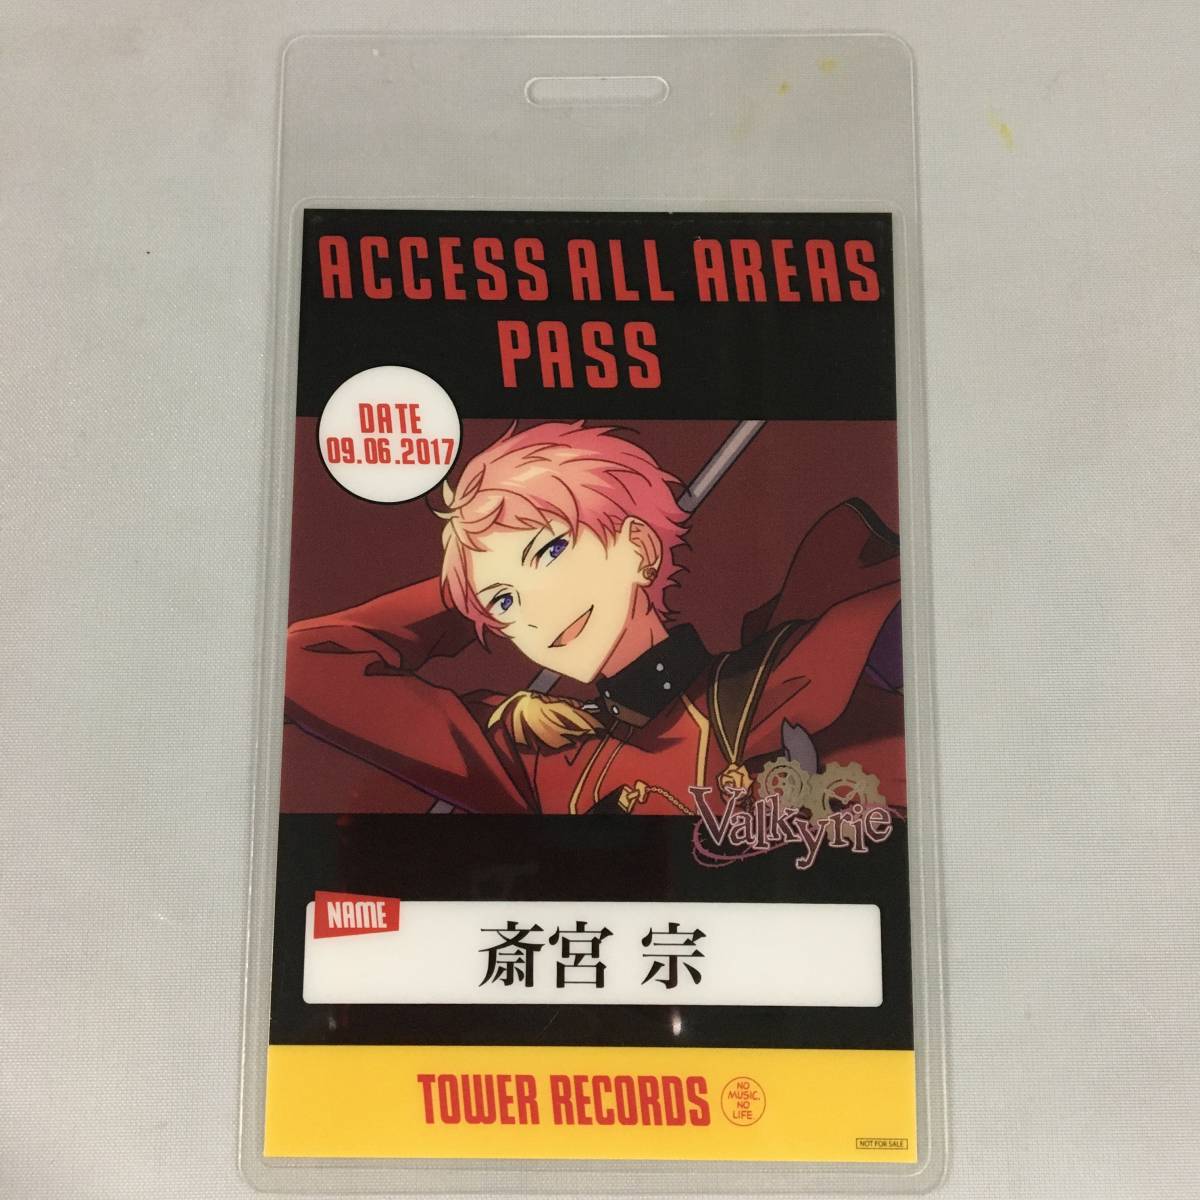 ACCESS ALL AREAS
PASS
DATE
09.06.2017
Valkyrie
NAME
斎宮 宗
TOWER RECORDS
NO
MUSIC,
NO
LIFE.
NOT FOR SALE